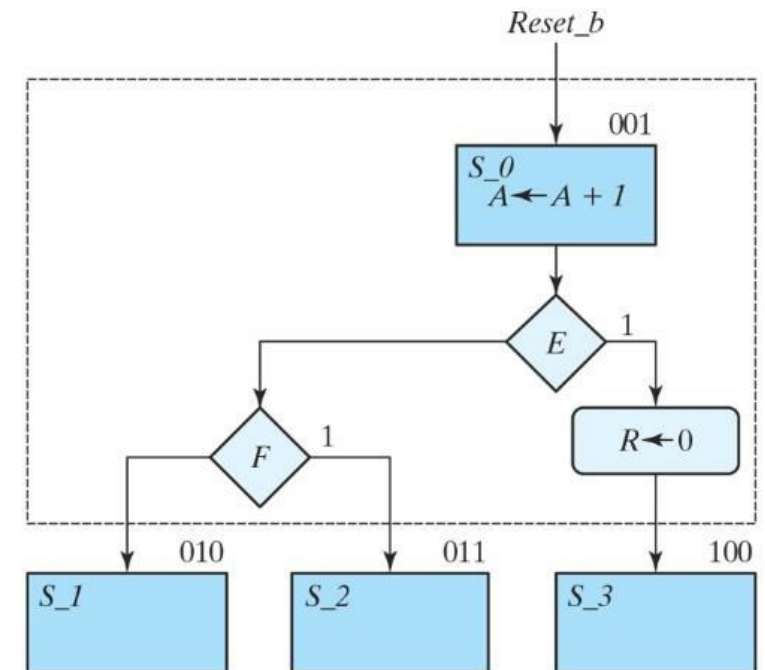 Reset_b
001
S_0
A ← A + 1
E
1
F
1
R ← 0
010
011
100
S_1
S_2
S_3